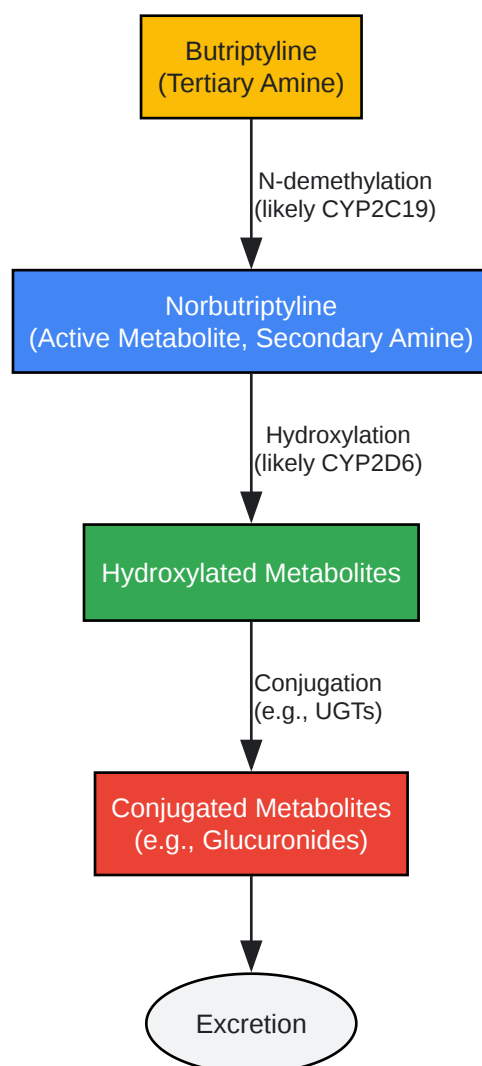 Butriptyline
(Tertiary Amine)
N-demethylation
(likely CYP2C19)
Norbutriptyline
(Active Metabolite, Secondary Amine)
Hydroxylation
(likely CYP2D6)
Hydroxylated Metabolites
Conjugation
(e.g., UGTs)
Conjugated Metabolites
(e.g., Glucuronides)
Excretion